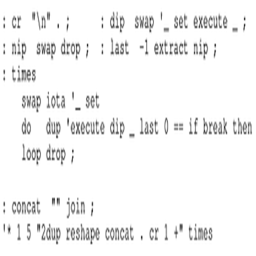 : cr "\n" . ; : dip swap '_ set execute _ ;
: nip swap drop ; : last -1 extract nip ;
: times
swap iota '_ set
do dup 'execute dip _ last 0 == if break then
loop drop ;
: concat "" join ;
'* 1 5 "2dup reshape concat . cr 1 +" times